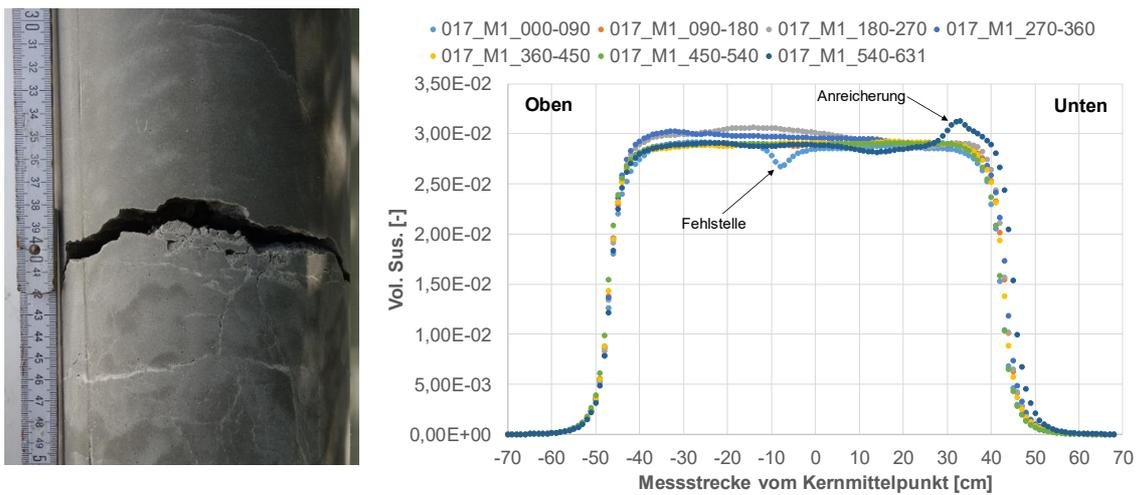 30
31
32
33
34
35
36
37
38
39
40
41
42
43
44
45
46
47
48
49
5
017_M1_000-090 017_M1_090-180 017_M1_180-270 017_M1_270-360
017_M1_360-450 017_M1_450-540 017_M1_540-631
3,50E-02
Oben
Anreicherung
Unten
3,00E-02
2,50E-02
Fehlstelle
2,00E-02
Vol. Sus. [-]
1,50E-02
1,00E-02
5,00E-03
0,00E+00
-70 -60 -50 -40 -30 -20 -10 0 10 20 30 40 50 60 70
Messstrecke vom Kernmittelpunkt [cm]